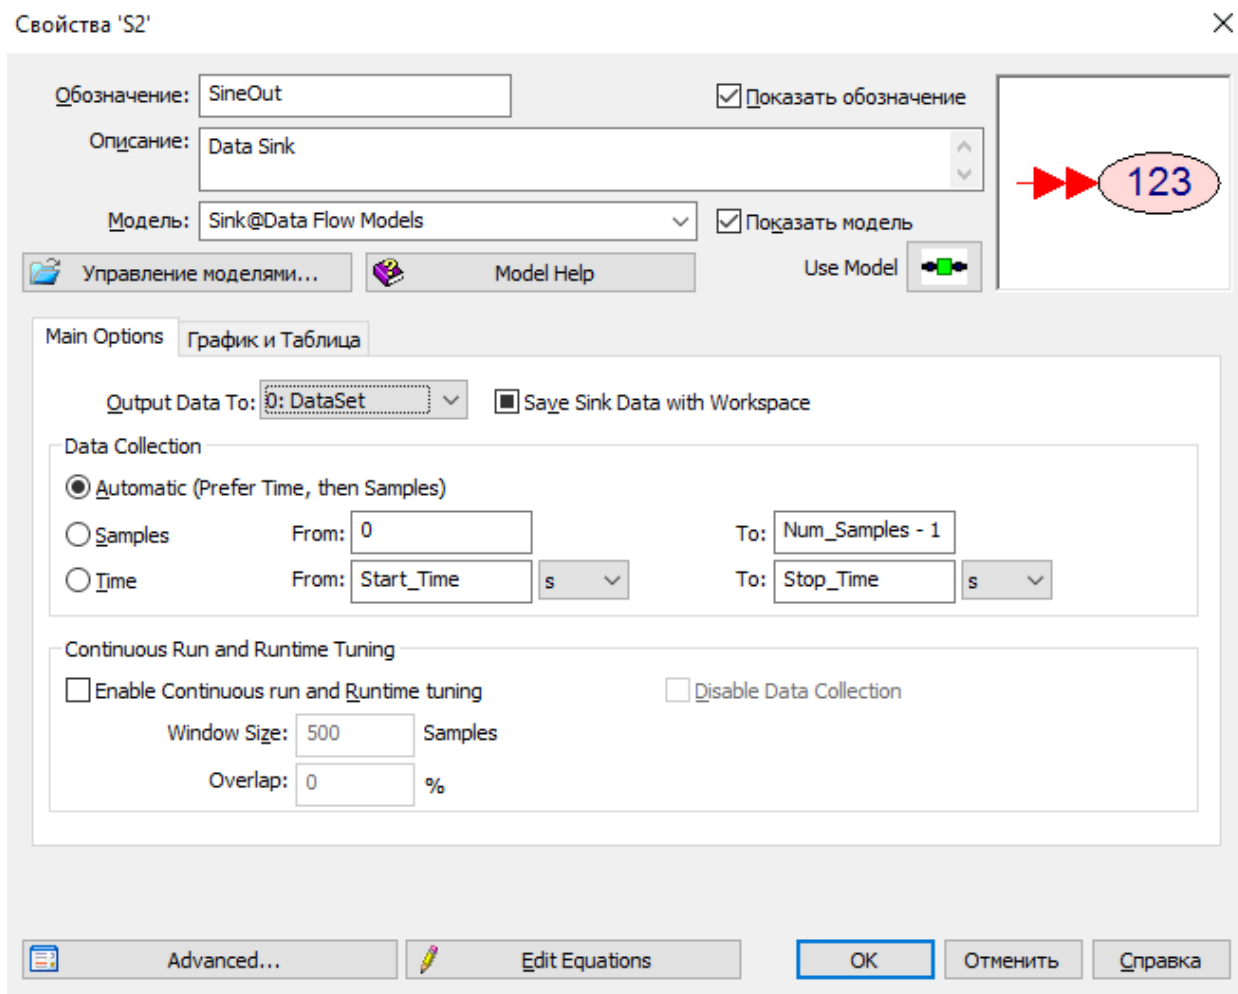 Свойства 'S2'
Обозначение: SineOut
Показать обозначение
Описание: Data Sink
123
Модель: Sink@Data Flow Models
Показать модель
Управление моделями...
Model Help
Use Model
Main Options
График и Таблица
Output Data To: 0: DataSet
Save Sink Data with Workspace
Data Collection
Automatic (Prefer Time, then Samples)
Samples From: 0 To: Num_Samples - 1
Time From: Start_Time s To: Stop_Time s
Continuous Run and Runtime Tuning
Enable Continuous run and Runtime tuning
Disable Data Collection
Window Size: 500 Samples
Overlap: 0 %
Advanced...
Edit Equations
OK
Отменить
Справка